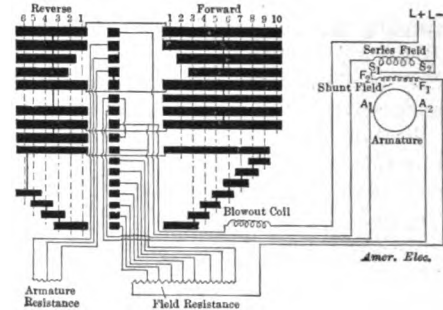 Reverse
Forward
6 5 4 3 2 1
1 2 3 4 5 6 7 8 9 10
L+ L-
Series Field
S1 S2
F2 F1
Shunt Field
A1 A2
Armature
Blowout Coil
Amer. Elec.
Armature
Resistance
Field Resistance